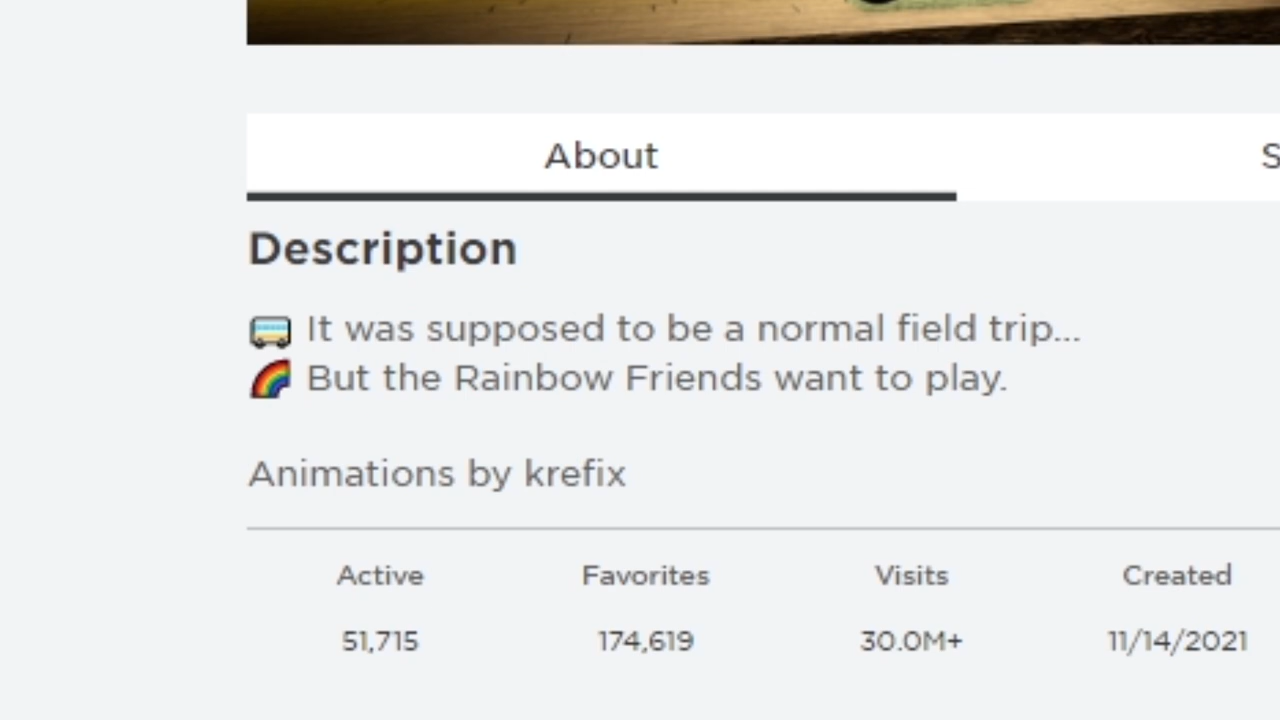 About
Description
🚍 It was supposed to be a normal field trip...
🌈 But the Rainbow Friends want to play.
Animations by krefix
Active Favorites Visits Created
51,715 174,619 30.0M+ 11/14/2021